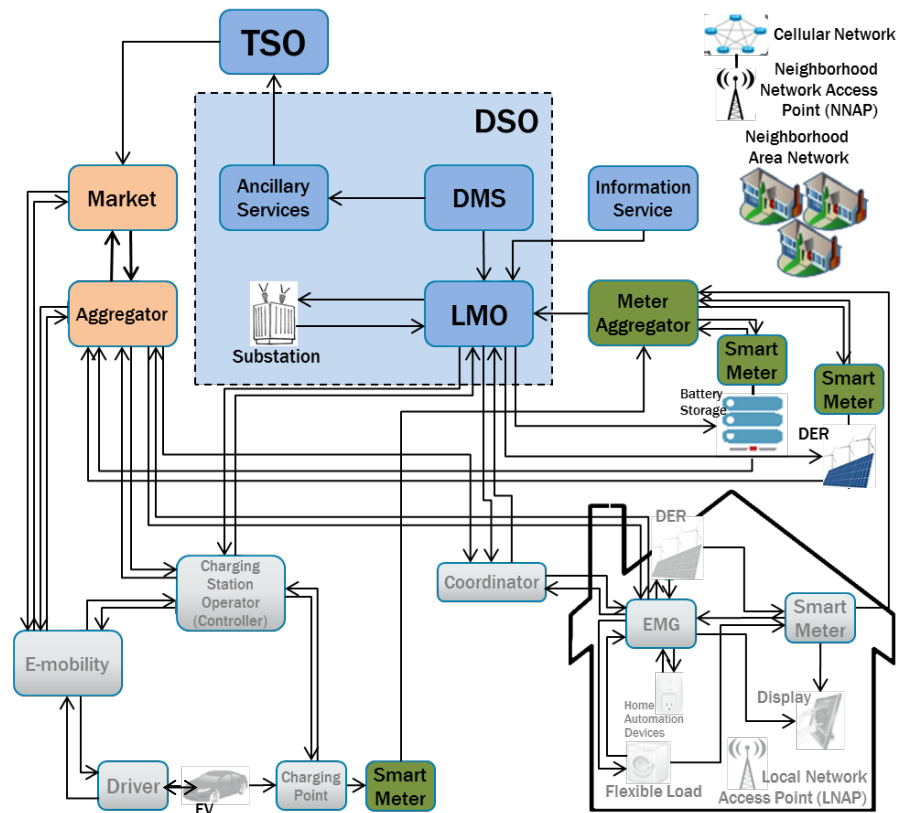 TSO
Cellular Network
Neighborhood
Network Access
Point (NNAP)
DSO
Neighborhood
Area Network
Market
Ancillary
Services
DMS
Information
Service
Aggregator
LMO
Substation
Meter
Aggregator
Smart
Meter
Smart
Meter
Battery
Storage
DER
DER
Charging
Station
Operator
(Controller)
Coordinator
EMG
Smart
Meter
E-mobility
Home
Automation
Devices
Display
Driver
EV
Charging
Point
Smart
Meter
Flexible Load
Local Network
Access Point (LNAP)